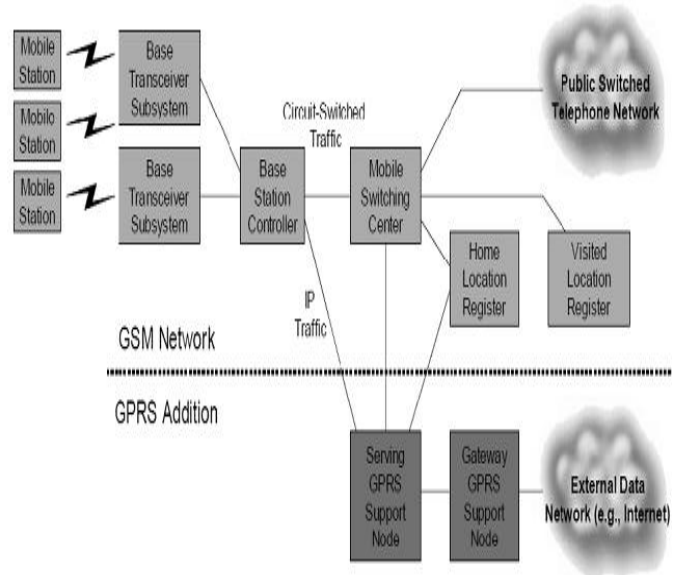 Mobile
Station
Base
Transceiver
Subsystem
Mobilo
Station
Mobile
Station
Base
Transceiver
Subsystem
Circuit-Switched
Traffic
Base
Station
Controller
Mobile
Switching
Center
Public Switched
Telephone Network
Home
Location
Register
Visited
Location
Register
IP
Traffic
GSM Network
GPRS Addition
Serving
GPRS
Support
Node
Gateway
GPRS
Support
Node
External Data
Network (e.g., Internet)